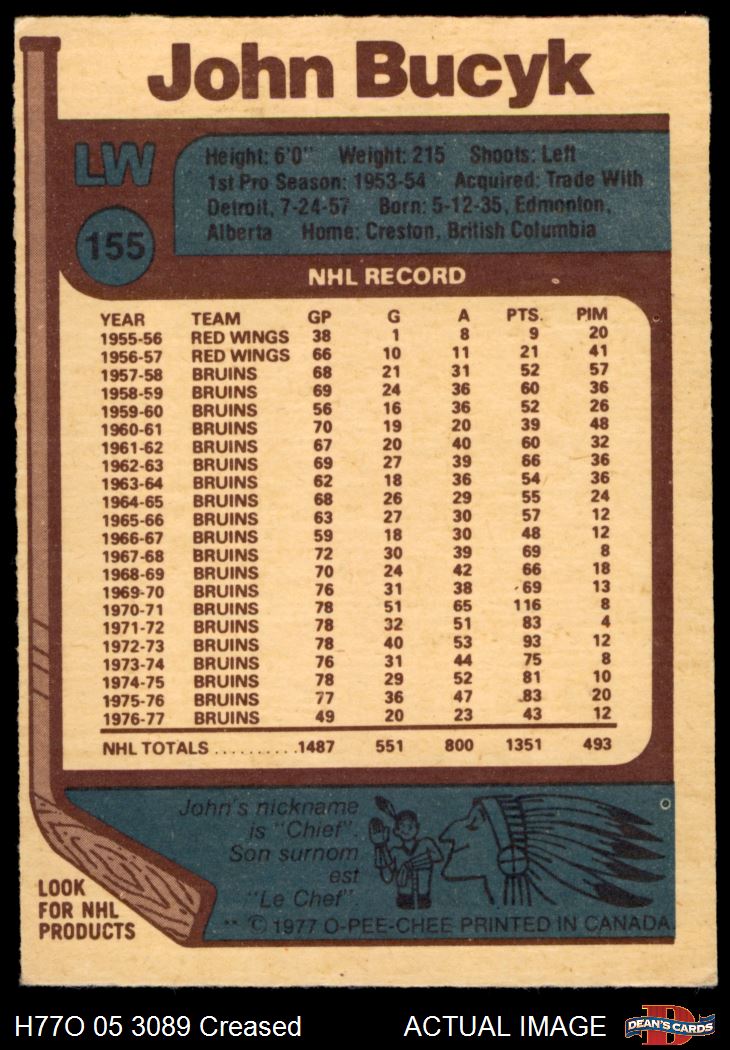 John Bucyk
LW
155
Height: 6'0" Weight: 215 Shoots: Left
1st Pro Season: 1953-54 Acquired: Trade With
Detroit, 7-24-57 Born: 5-12-35, Edmonton,
Alberta Home: Creston, British Columbia
NHL RECORD
YEAR TEAM GP G A PTS. PIM
1955-56 RED WINGS 38 1 8 9 20
1956-57 RED WINGS 66 10 11 21 41
1957-58 BRUINS 68 21 31 52 57
1958-59 BRUINS 69 24 36 60 36
1959-60 BRUINS 56 16 36 52 26
1960-61 BRUINS 70 19 20 39 48
1961-62 BRUINS 67 20 40 60 32
1962-63 BRUINS 69 27 39 66 36
1963-64 BRUINS 62 18 36 54 36
1964-65 BRUINS 68 26 29 55 24
1965-66 BRUINS 63 27 30 57 12
1966-67 BRUINS 59 18 30 48 12
1967-68 BRUINS 72 30 39 69 8
1968-69 BRUINS 70 24 42 66 18
1969-70 BRUINS 76 31 38 69 13
1970-71 BRUINS 78 51 65 116 8
1971-72 BRUINS 78 32 51 83 4
1972-73 BRUINS 78 40 53 93 12
1973-74 BRUINS 76 31 44 75 8
1974-75 BRUINS 78 29 52 81 10
1975-76 BRUINS 77 36 47 83 20
1976-77 BRUINS 49 20 23 43 12
NHL TOTALS ..........1487 551 800 1351 493
John's nickname
is "Chief".
Son surnom
est
"Le Chef".
** © 1977 O-PEE-CHEE PRINTED IN CANADA
LOOK
FOR NHL
PRODUCTS
H77O 05 3089 Creased ACTUAL IMAGE
DEAN'S CARDS